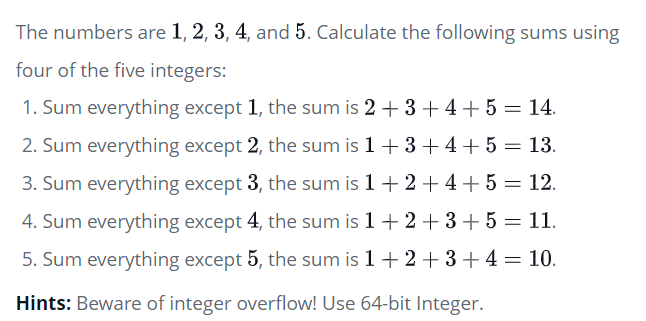 The numbers are 1, 2, 3, 4, and 5. Calculate the following sums using
four of the five integers:
1. Sum everything except 1, the sum is 2 + 3 + 4 + 5 = 14.
2. Sum everything except 2, the sum is 1 + 3 + 4 + 5 = 13.
3. Sum everything except 3, the sum is 1 + 2 + 4 + 5 = 12.
4. Sum everything except 4, the sum is 1 + 2 + 3 + 5 = 11.
5. Sum everything except 5, the sum is 1 + 2 + 3 + 4 = 10.
Hints: Beware of integer overflow! Use 64-bit Integer.